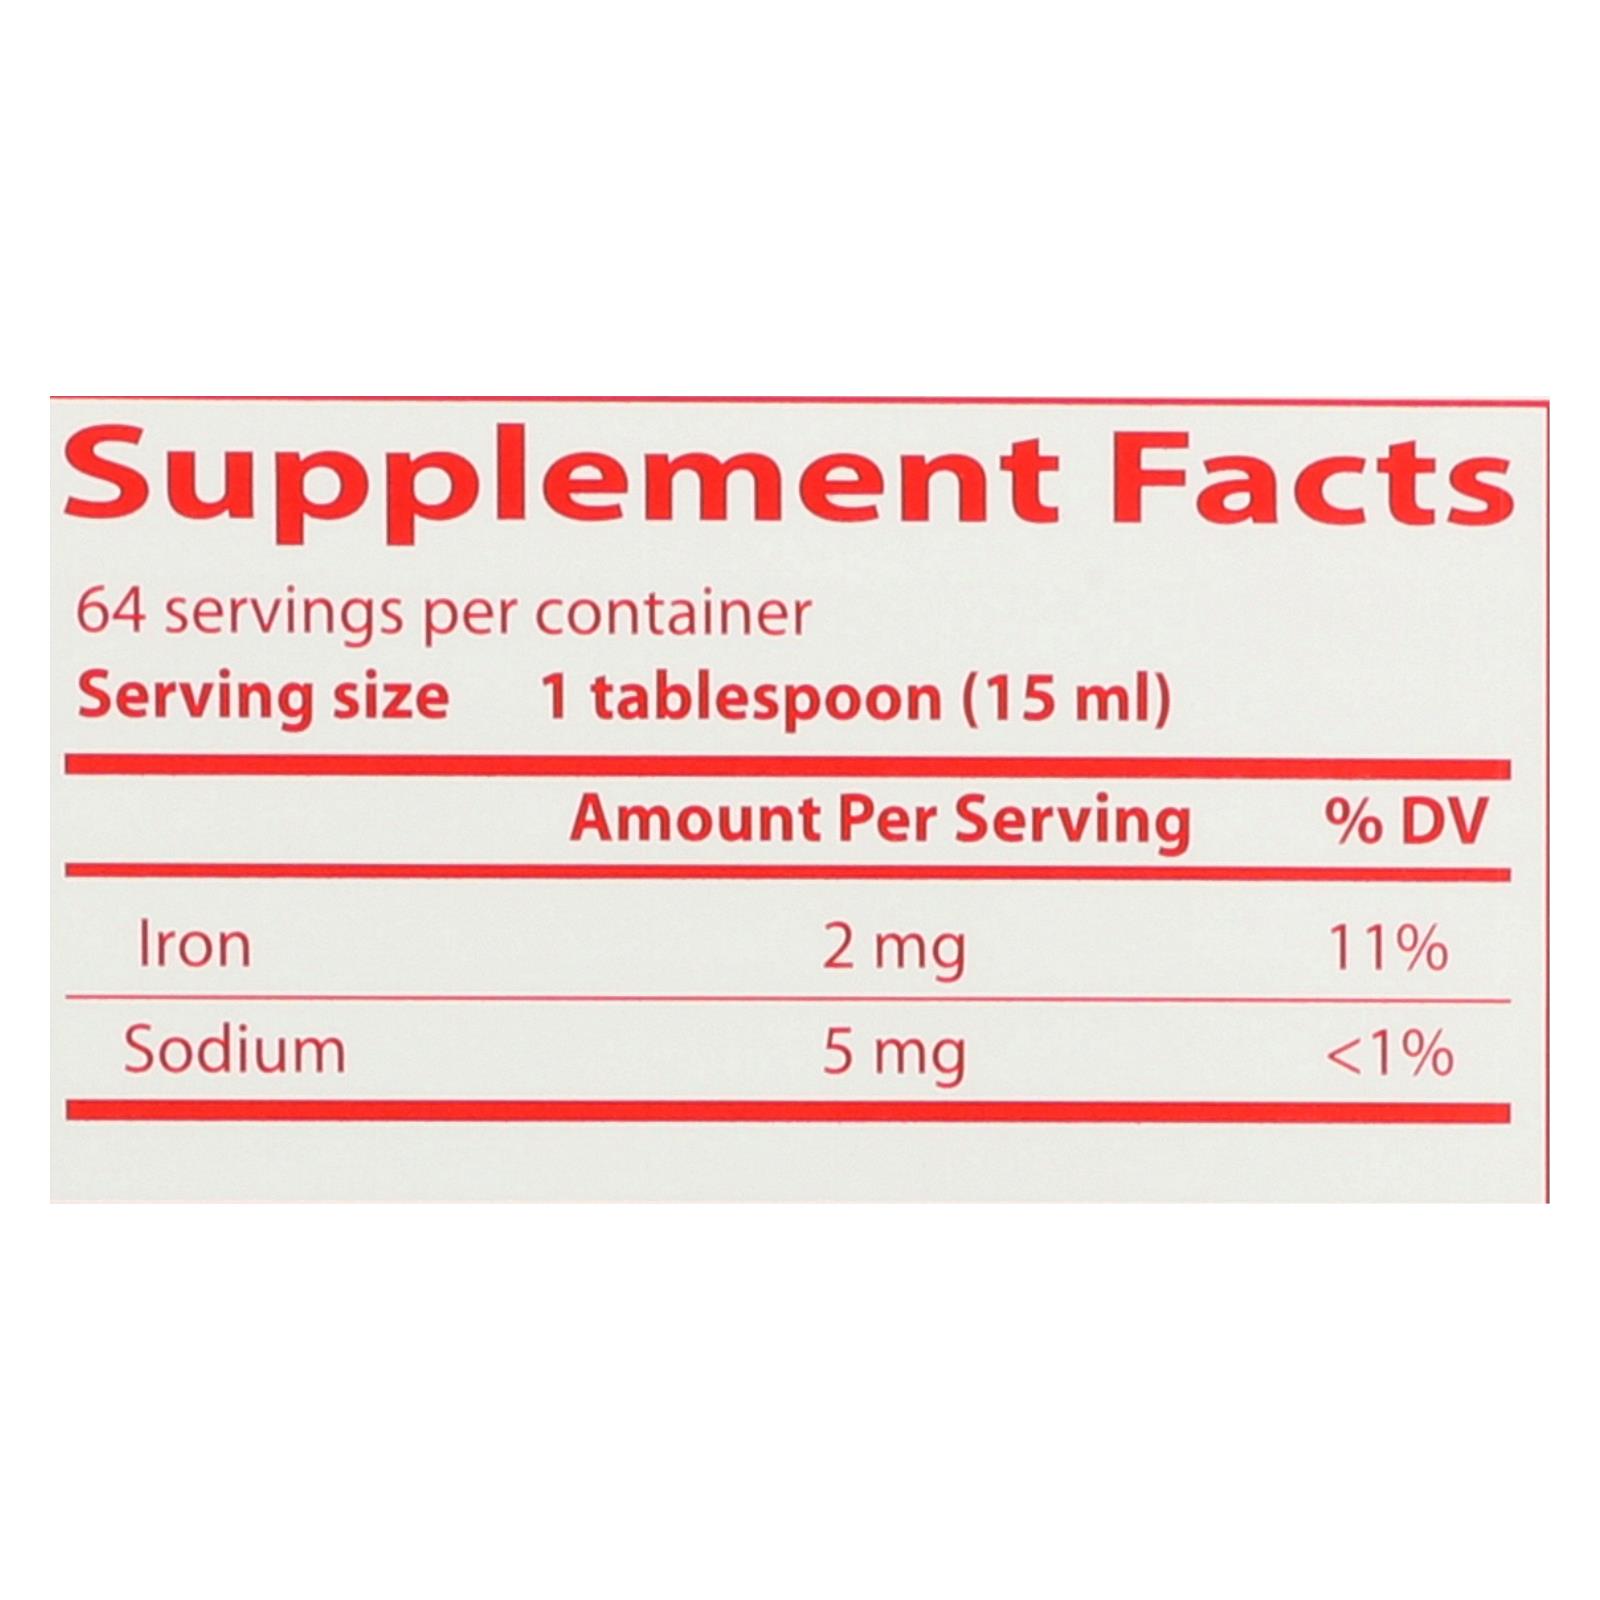 Supplement Facts
64 servings per container
Serving size 1 tablespoon (15 ml)
Amount Per Serving % DV
Iron 2 mg 11%
Sodium 5 mg <1%